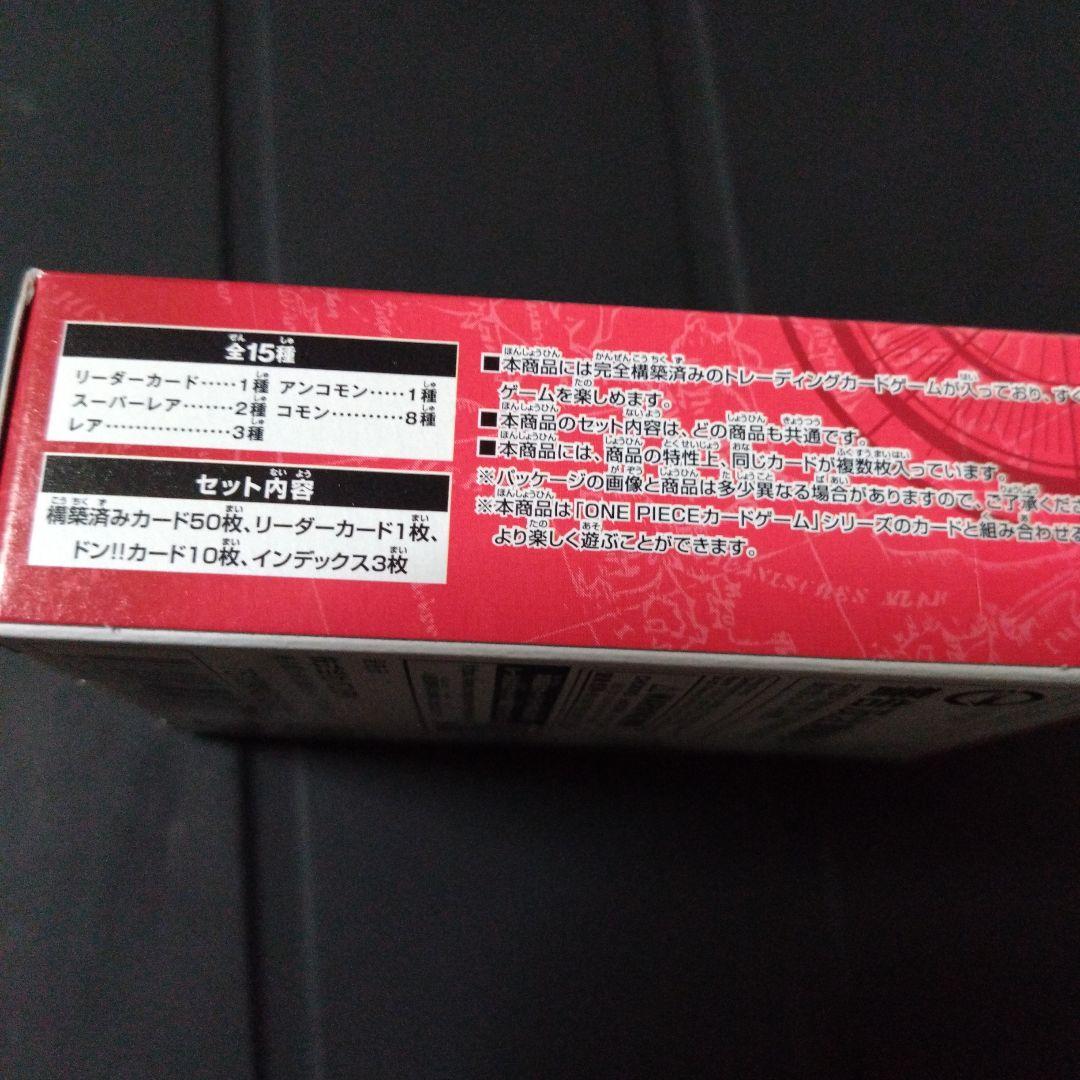 全15種
リーダーカード‥‥‥1種 アンコモン‥‥‥1種
スーパーレア‥‥‥‥2種 コモン‥‥‥‥‥8種
レア‥‥‥‥‥‥‥‥3種
セット内容
構築済みカード50枚、リーダーカード1枚、
ドン!!カード10枚、インデックス3枚
■本商品には完全構築済みのトレーディングカードゲームが入っており、すぐ
ゲームを楽しめます。
■本商品のセット内容は、どの商品も共通です。
■本商品には、商品の特性上、同じカードが複数枚入っています。
※パッケージの画像と商品は多少異なる場合がありますので、ご了承くださ
※本商品は「ONE PIECEカードゲーム」シリーズのカードと組み合わせる
より楽しく遊ぶことができます。